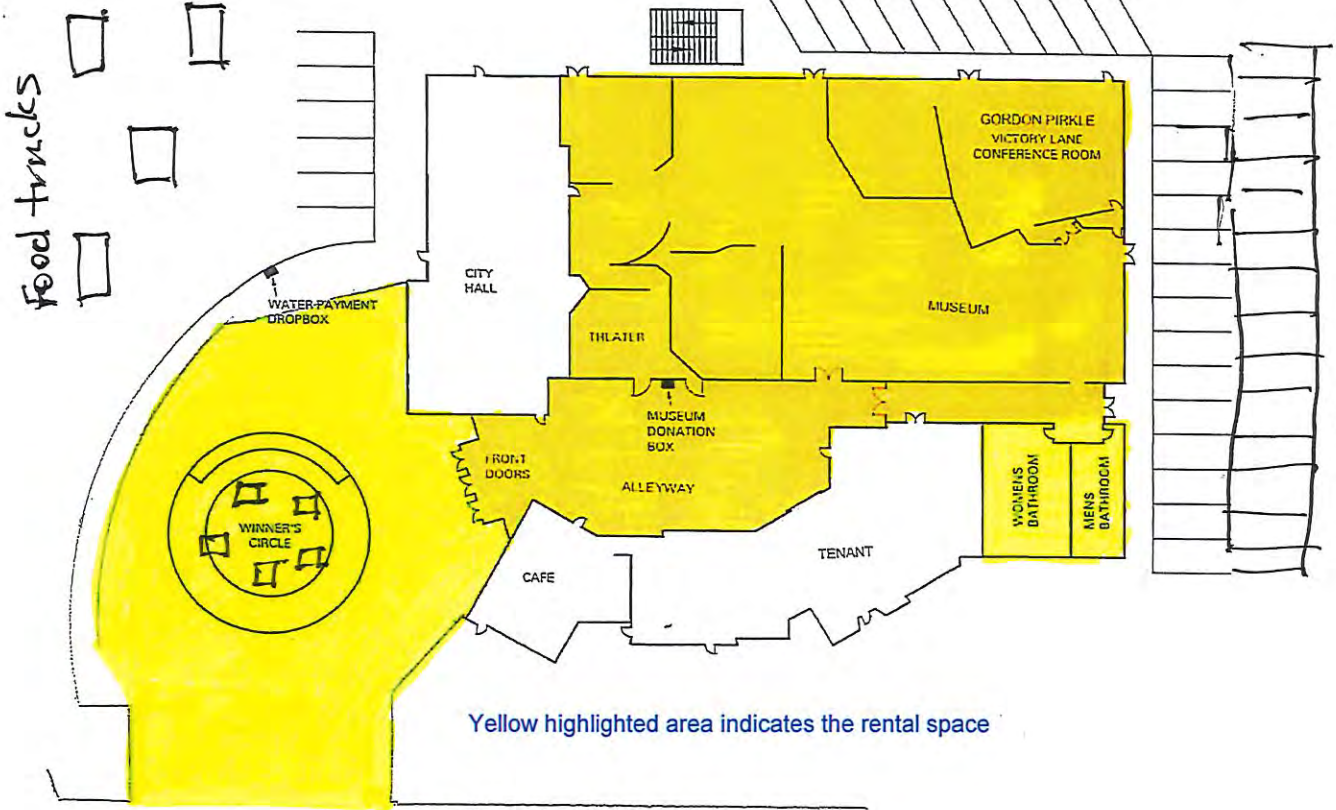 Food trucks
GORDON PIRKLE
VICTORY LANE
CONFERENCE ROOM
CITY
HALL
WATER PAYMENT
DROPBOX
THEATER
MUSEUM
MUSEUM
DONATION
BOX
FRONT
DOORS
ALLEYWAY
WOMENS
BATHROOM
MENS
BATHROOM
WINNER'S
CIRCLE
CAFE
TENANT
Yellow highlighted area indicates the rental space